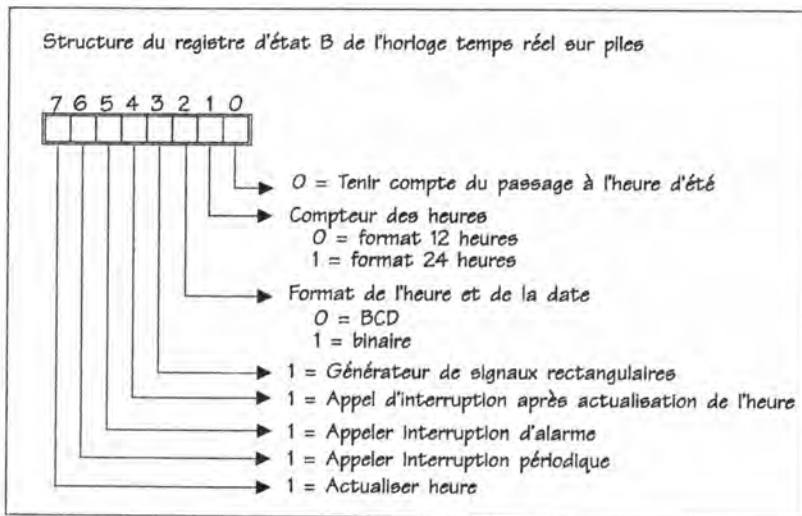 Structure du registre d'état B de l'horloge temps réel sur piles
7 6 5 4 3 2 1 0
0 = Tenir compte du passage à l'heure d'été
Compteur des heures
0 = format 12 heures
1 = format 24 heures
Format de l'heure et de la date
0 = BCD
1 = binaire
1 = Générateur de signaux rectangulaires
1 = Appel d'interruption après actualisation de l'heure
1 = Appeler interruption d'alarme
1 = Appeler interruption périodique
1 = Actualiser heure